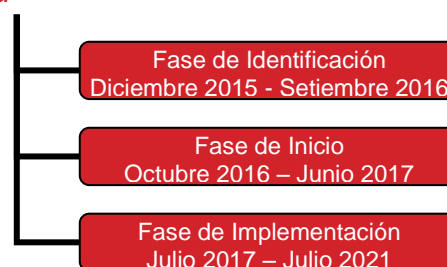 Fase de Identificación
Diciembre 2015 - Setiembre 2016
Fase de Inicio
Octubre 2016 – Junio 2017
Fase de Implementación
Julio 2017 – Julio 2021